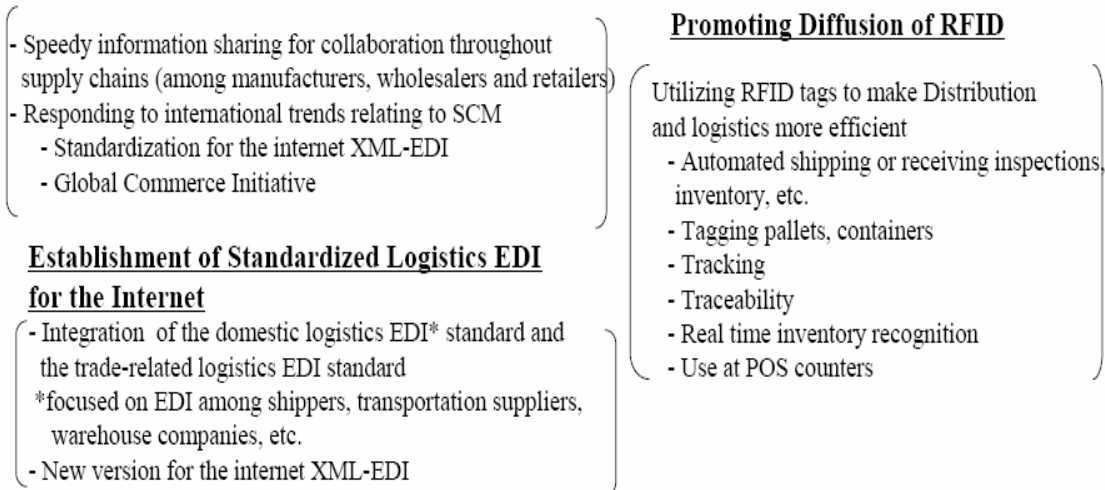 - Speedy information sharing for collaboration throughout
supply chains (among manufacturers, wholesalers and retailers)
- Responding to international trends relating to SCM
- Standardization for the internet XML-EDI
- Global Commerce Initiative
Establishment of Standardized Logistics EDI
for the Internet
- Integration of the domestic logistics EDI* standard and
the trade-related logistics EDI standard
*focused on EDI among shippers, transportation suppliers,
warehouse companies, etc.
- New version for the internet XML-EDI
Promoting Diffusion of RFID
Utilizing RFID tags to make Distribution
and logistics more efficient
- Automated shipping or receiving inspections,
inventory, etc.
- Tagging pallets, containers
- Tracking
- Traceability
- Real time inventory recognition
- Use at POS counters